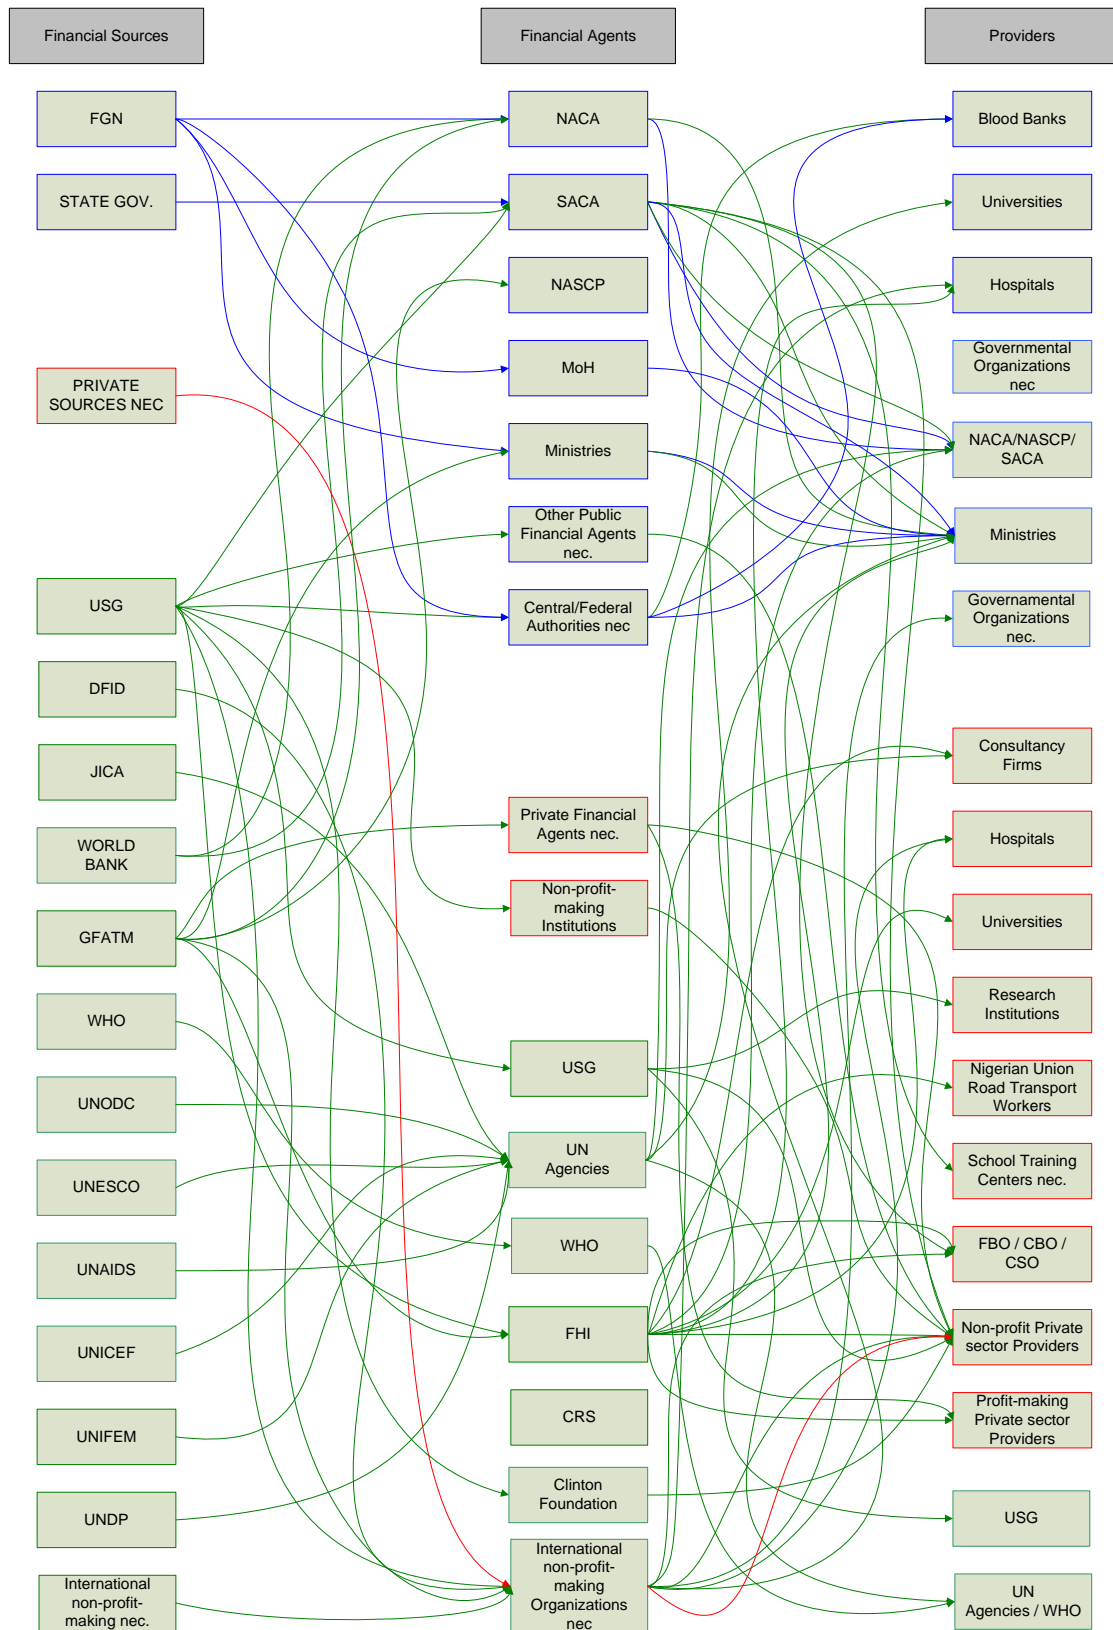 Financial Sources
Financial Agents
Providers
FGN
STATE GOV.
PRIVATE
SOURCES NEC
USG
DFID
JICA
WORLD
BANK
GFATM
WHO
UNODC
UNESCO
UNAIDS
UNICEF
UNIFEM
UNDP
International
non-profit-
making nec.
NACA
SACA
NASCP
MoH
Ministries
Other Public
Financial Agents
nec.
Central/Federal
Authorities nec
Private Financial
Agents nec.
Non-profit-
making
Institutions
USG
UN
Agencies
WHO
FHI
CRS
Clinton
Foundation
International
non-profit-
making
Organizations
nec
Blood Banks
Universities
Hospitals
Governmental
Organizations
nec
NACA/NASCP/
SACA
Ministries
Governamental
Organizations
nec.
Consultancy
Firms
Hospitals
Universities
Research
Institutions
Nigerian Union
Road Transport
Workers
School Training
Centers nec.
FBO / CBO /
CSO
Non-profit Private
sector Providers
Profit-making
Private sector
Providers
USG
UN
Agencies / WHO